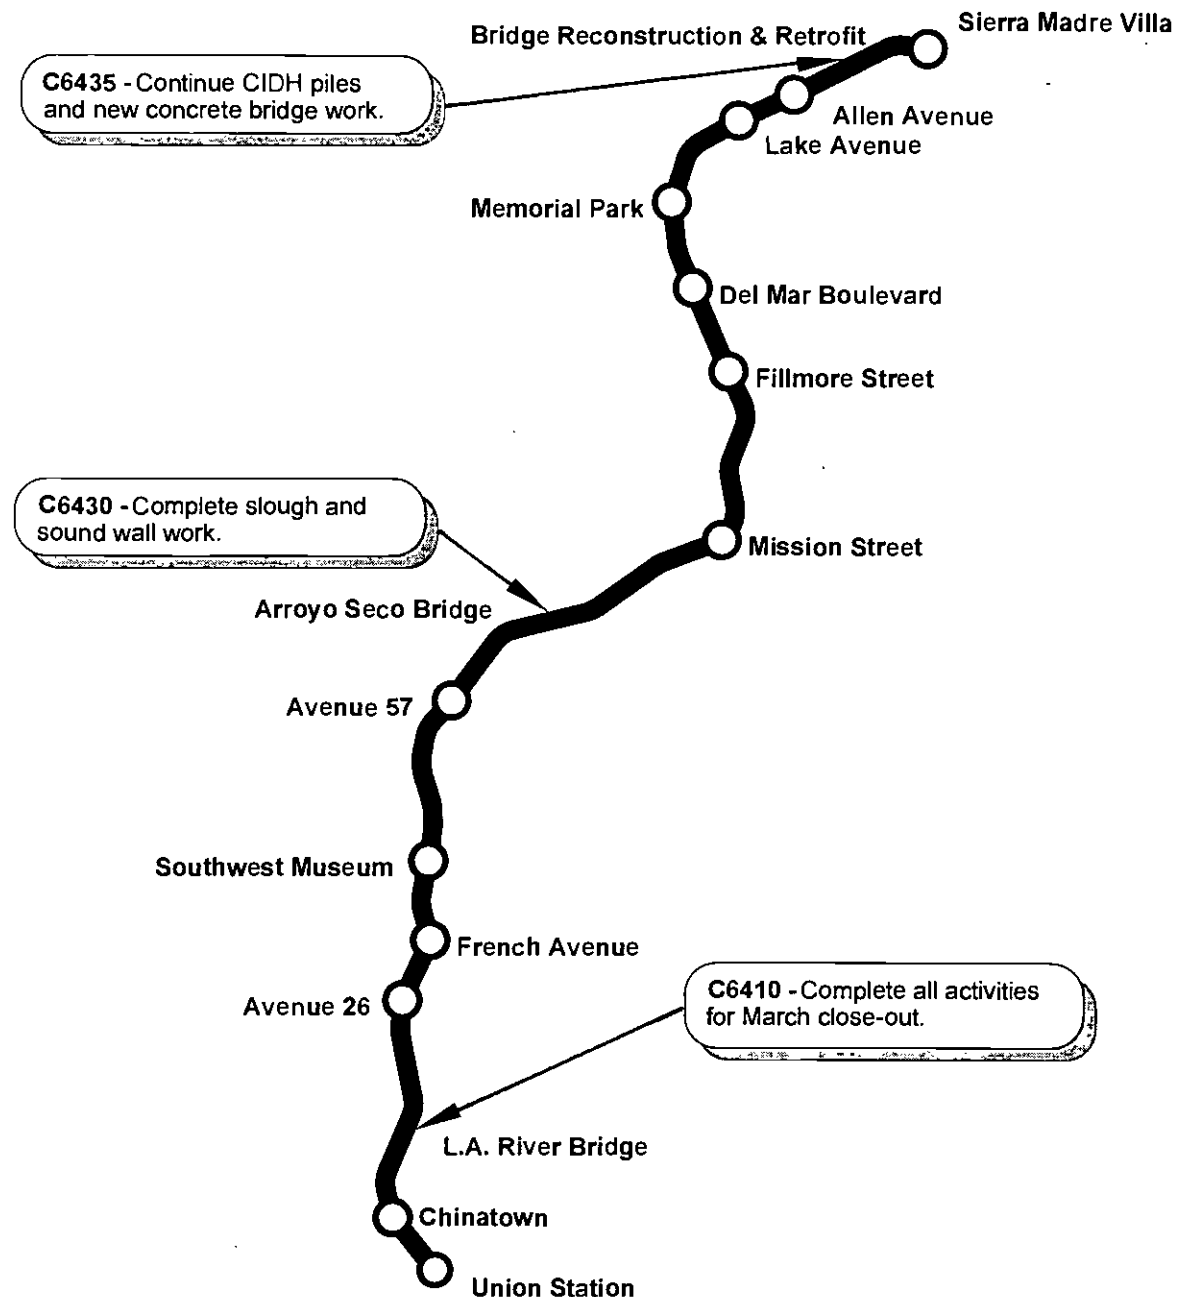 Sierra Madre Villa
Bridge Reconstruction & Retrofit
C6435 - Continue CIDH piles
and new concrete bridge work.
Allen Avenue
Lake Avenue
Memorial Park
Del Mar Boulevard
Fillmore Street
C6430 - Complete slough and
sound wall work.
Mission Street
Arroyo Seco Bridge
Avenue 57
Southwest Museum
French Avenue
C6410 - Complete all activities
for March close-out.
Avenue 26
L.A. River Bridge
Chinatown
Union Station